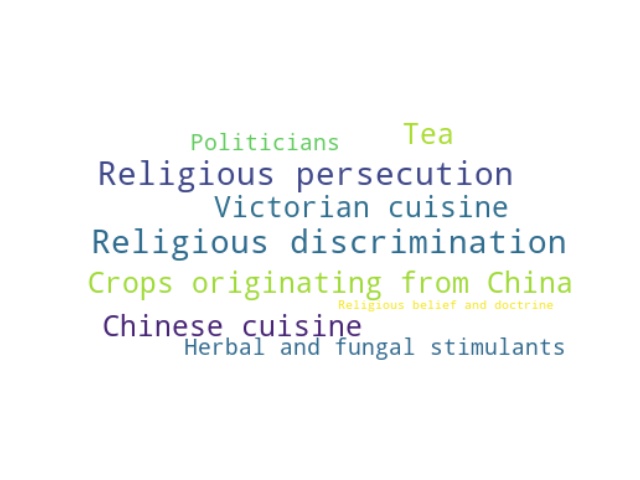 Politicians
Tea
Religious persecution
Victorian cuisine
Religious discrimination
Crops originating from China
Religious belief and doctrine
Chinese cuisine
Herbal and fungal stimulants